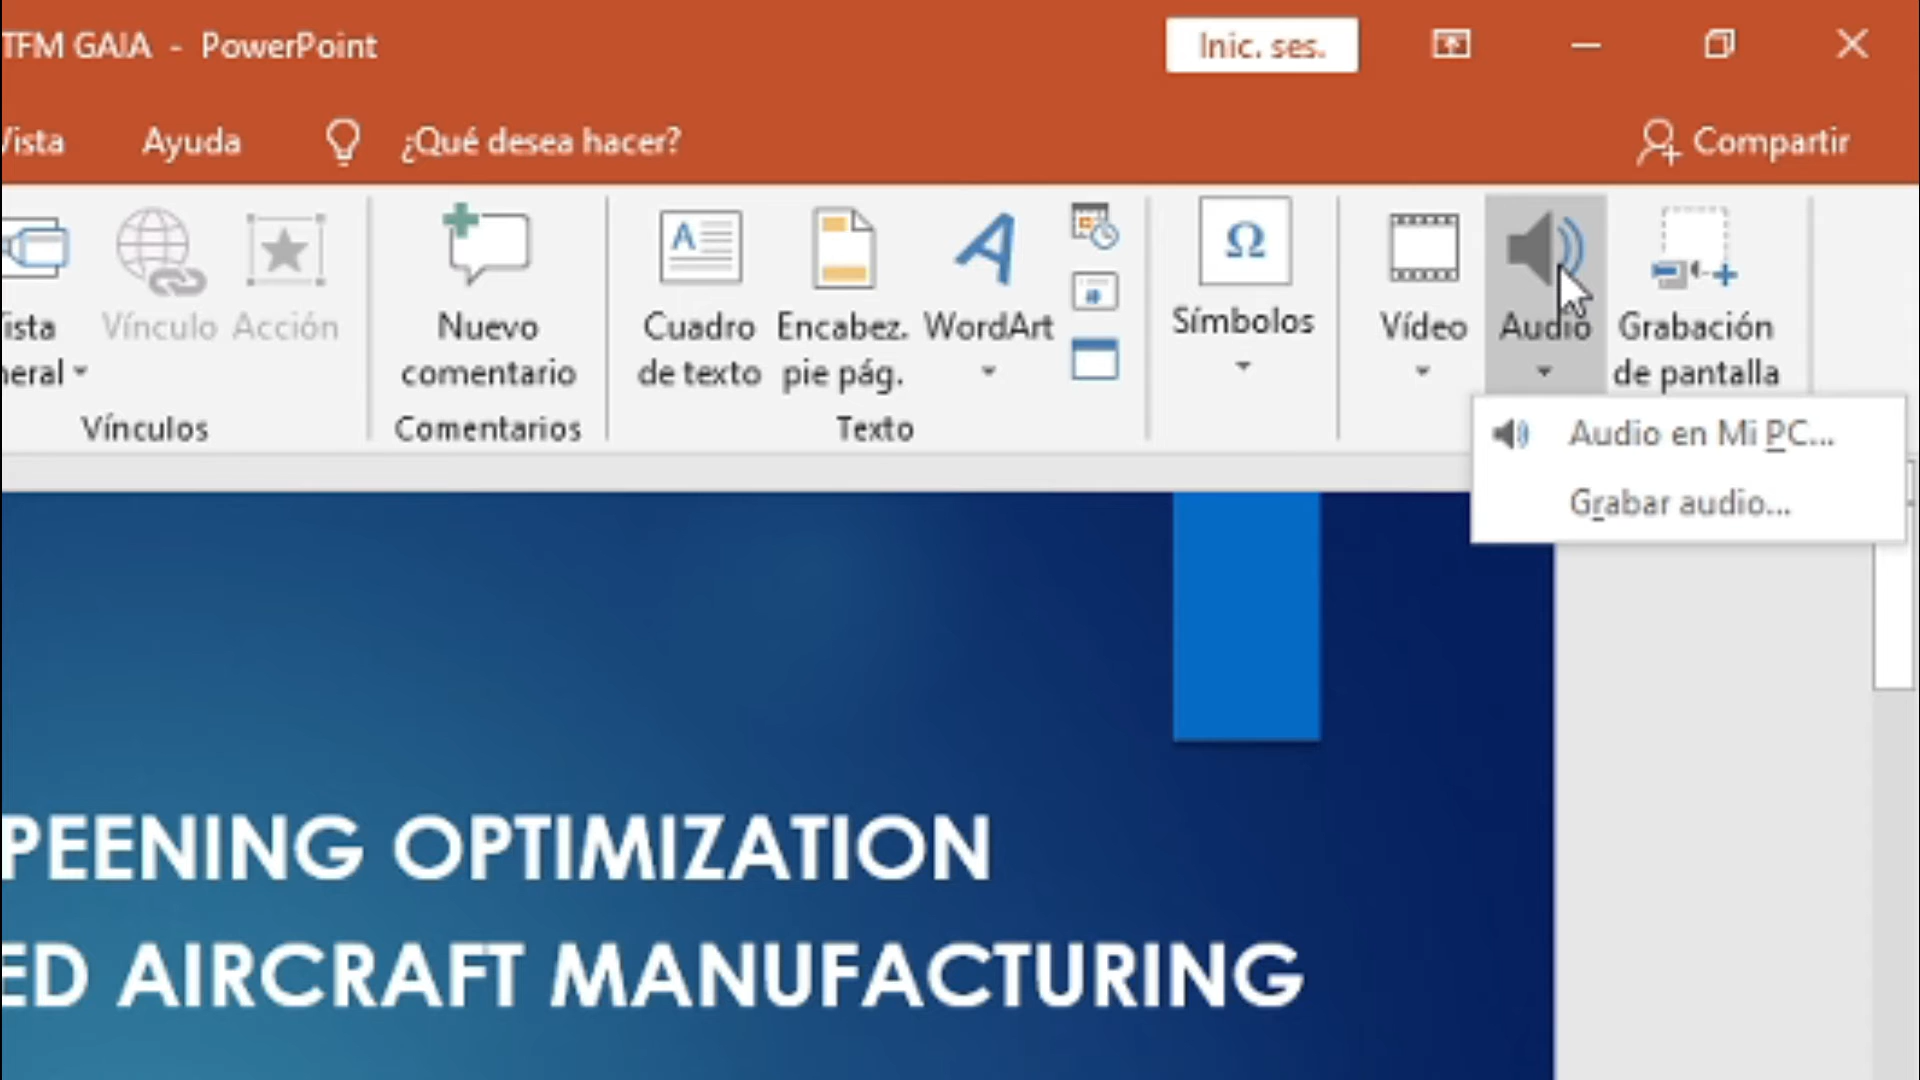 TFM GAIA - PowerPoint
Inic. ses.
Vista
Ayuda
¿Qué desea hacer?
Compartir
Vínculo
Acción
Vínculos
Nuevo
comentario
Comentarios
Cuadro
de texto
Encabez.
pie pág.
WordArt
Texto
Símbolos
Vídeo
Audio
Grabación
de pantalla
Audio en Mi PC...
Grabar audio...
PEENING OPTIMIZATION
ED AIRCRAFT MANUFACTURING